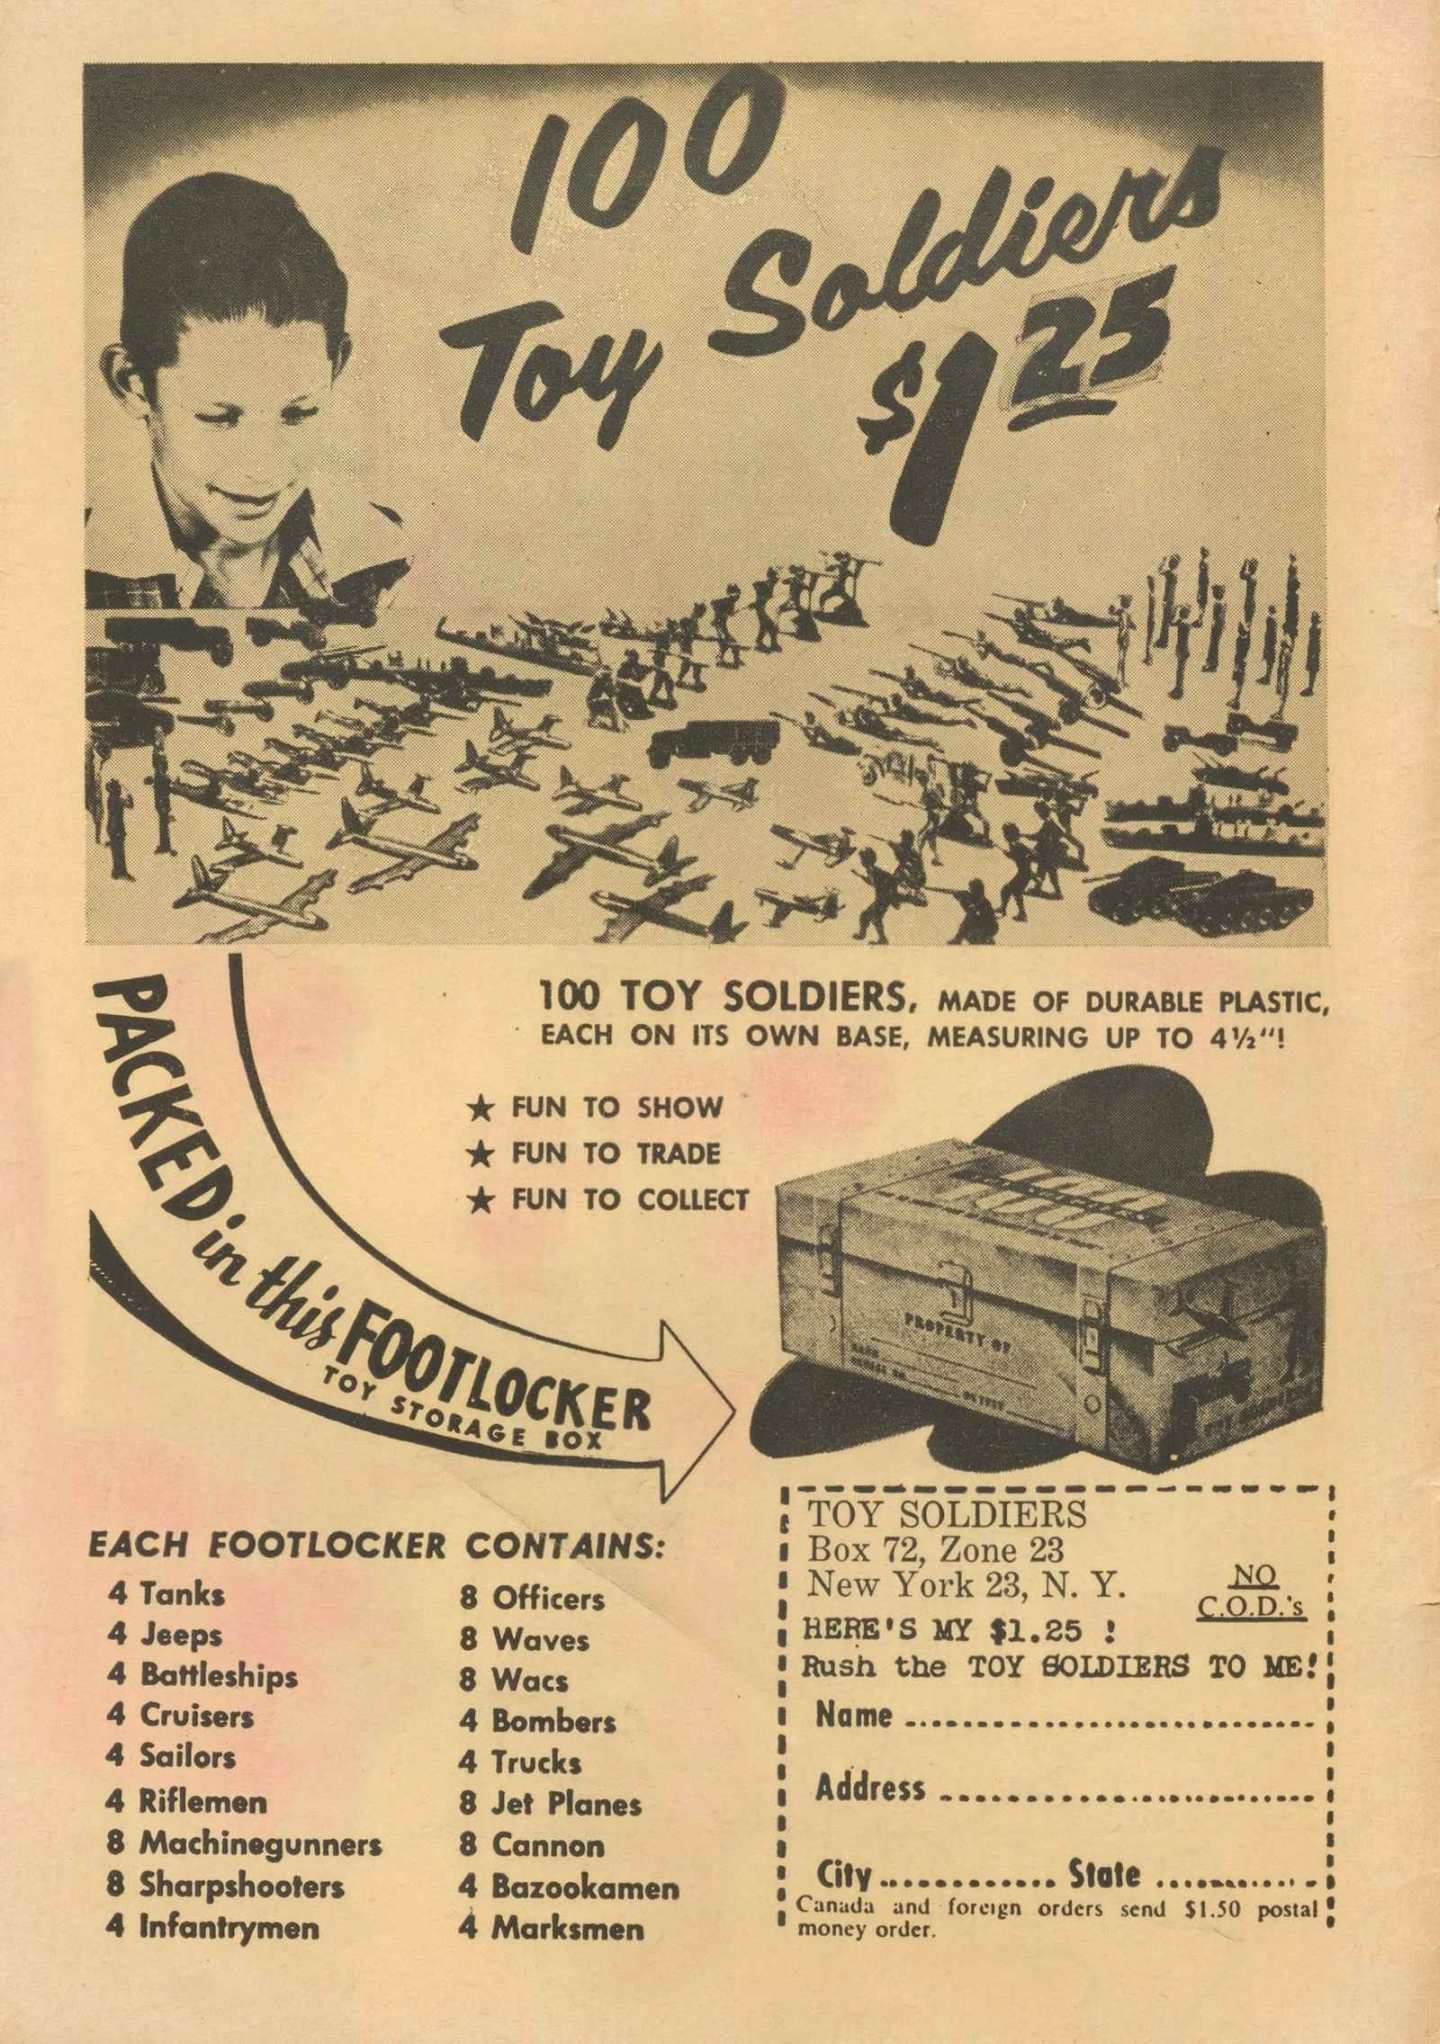 100
Toy Soldiers
$1.25
PACKED in this FOOTLOCKER
TOY STORAGE BOX
100 TOY SOLDIERS, MADE OF DURABLE PLASTIC,
EACH ON ITS OWN BASE, MEASURING UP TO 4½"!
★ FUN TO SHOW
★ FUN TO TRADE
★ FUN TO COLLECT
PROPERTY OF
EACH FOOTLOCKER CONTAINS:
4 Tanks
4 Jeeps
4 Battleships
4 Cruisers
4 Sailors
4 Riflemen
8 Machinegunners
8 Sharpshooters
4 Infantrymen
8 Officers
8 Waves
8 Wacs
4 Bombers
4 Trucks
8 Jet Planes
8 Cannon
4 Bazookamen
4 Marksmen
TOY SOLDIERS
Box 72, Zone 23
New York 23, N. Y.
NO
C.O.D.'s
HERE'S MY $1.25 !
Rush the TOY SOLDIERS TO ME!
Name
Address
City State
Canada and foreign orders send $1.50 postal
money order.